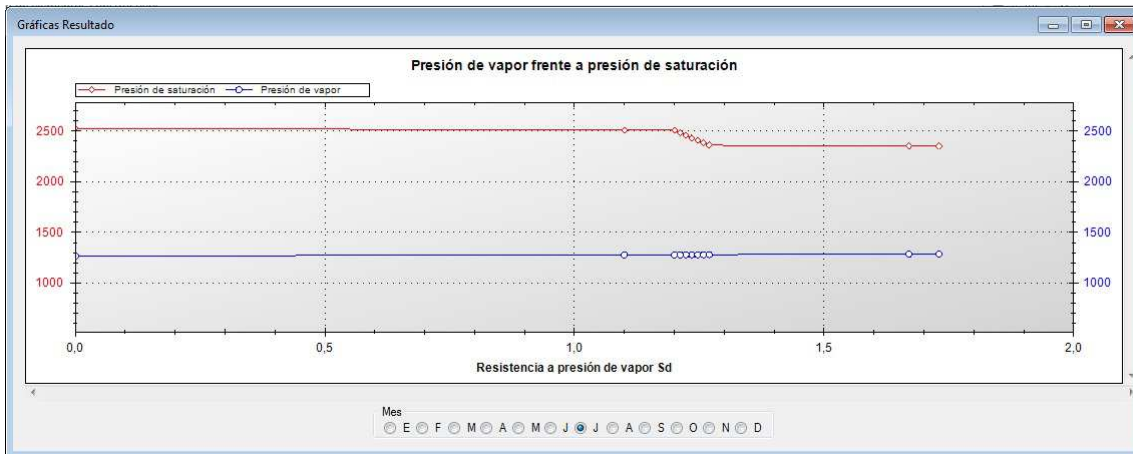 Gráficas Resultado
Presión de vapor frente a presión de saturación
Presión de saturación Presión de vapor
2500 2500
2000 2000
1500 1500
1000 1000
0,0 0,5 1,0 1,5 2,0
Resistencia a presión de vapor Sd
Mes
E F M A M J J A S O N D